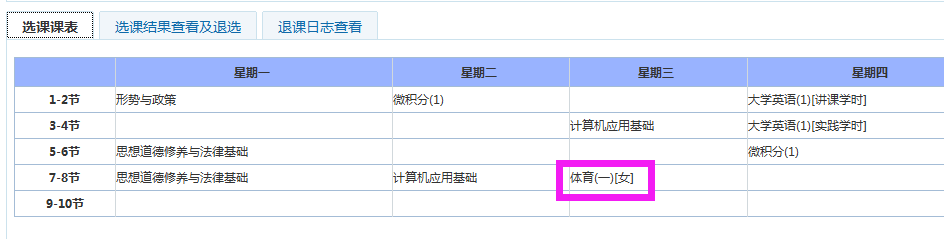 选课课表 选课结果查看及退选 退课日志查看
星期一 星期二 星期三 星期四
1-2节 形势与政策 微积分(1) 大学英语(1)[讲课学时]
3-4节 计算机应用基础 大学英语(1)[实践学时]
5-6节 思想道德修养与法律基础 微积分(1)
7-8节 思想道德修养与法律基础 计算机应用基础 体育(一)[女]
9-10节